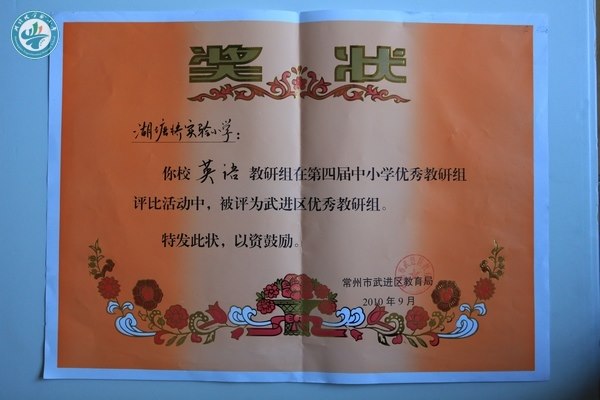 奖状
湖塘桥实验小学：
你校 英语 教研组在第四届中小学优秀教研组
评比活动中，被评为武进区优秀教研组。
特发此状，以资鼓励。
常州市武进区教育局
2010年9月